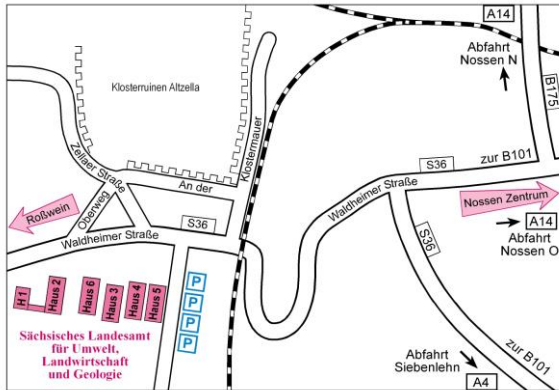 A14
Abfahrt
Nossen N
B175
Klosterruinen Altzella
Klostermauer
Zellaer Straße
An der
S36
zur B101
Oberweg
Roßwein
Waldheimer Straße
S36
Waldheimer Straße
Nossen Zentrum
A14
Abfahrt
Nossen O
S36
H 1
Haus 2
Haus 6
Haus 3
Haus 4
Haus 5
P
P
P
P
Sächsisches Landesamt
für Umwelt,
Landwirtschaft
und Geologie
zur B101
Abfahrt
Siebenlehn
A4